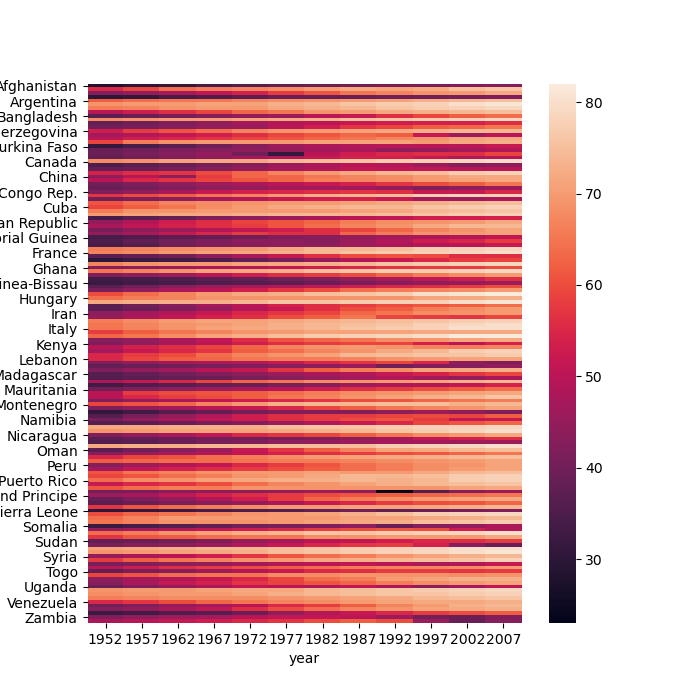 Afghanistan
Argentina
Bangladesh
Herzegovina
Burkina Faso
Canada
China
Congo Rep.
Cuba
an Republic
orial Guinea
France
Ghana
inea-Bissau
Hungary
Iran
Italy
Kenya
Lebanon
Madagascar
Mauritania
Montenegro
Namibia
Nicaragua
Oman
Peru
Puerto Rico
nd Principe
ierra Leone
Somalia
Sudan
Syria
Togo
Uganda
Venezuela
Zambia
1952 1957 1962 1967 1972 1977 1982 1987 1992 1997 2002 2007
year
80
70
60
50
40
30